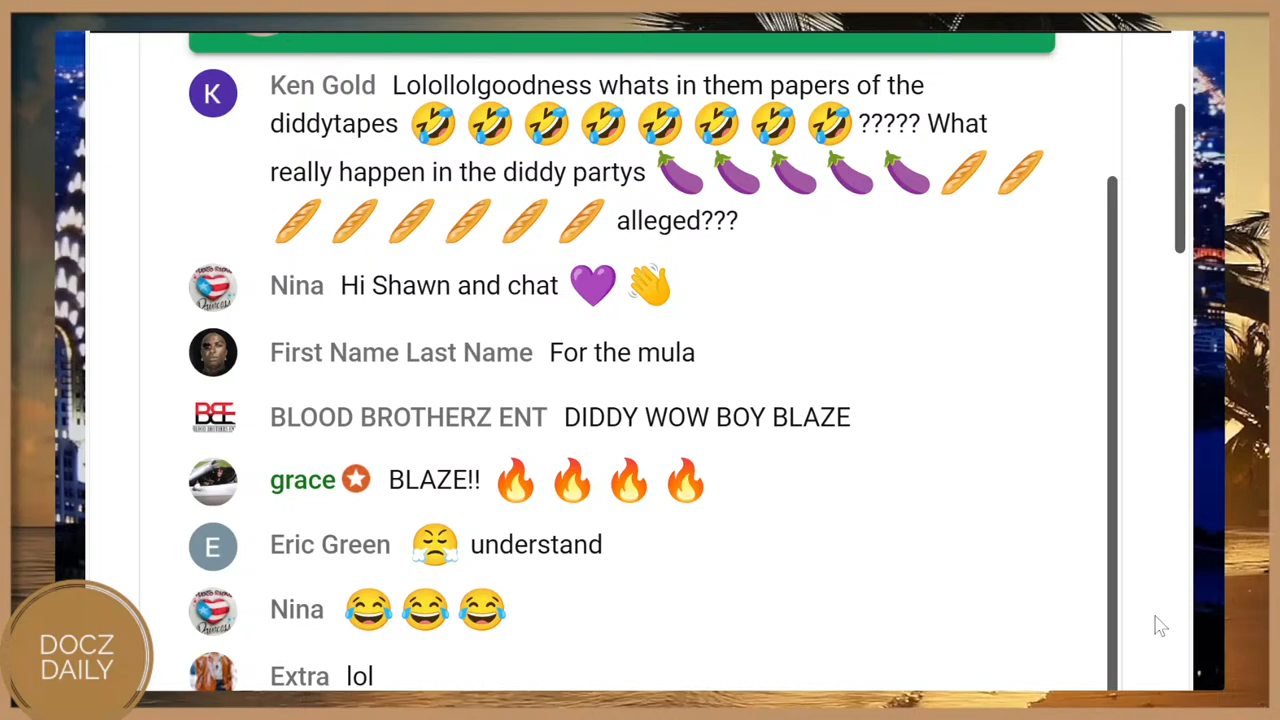 Ken Gold Lolollolgoodness whats in them papers of the
diddytapes 🤣🤣🤣🤣🤣🤣🤣🤣 ????? What
really happen in the diddy partys 🍆🍆🍆🍆🍆🥖🥖
🥖🥖🥖🥖🥖🥖 alleged???
Nina Hi Shawn and chat 💜👋
First Name Last Name For the mula
BLOOD BROTHERZ ENT DIDDY WOW BOY BLAZE
grace BLAZE!! 🔥🔥🔥🔥
Eric Green 😤 understand
Nina 😂😂😂
Extra lol
K
E
DOCZ
DAILY